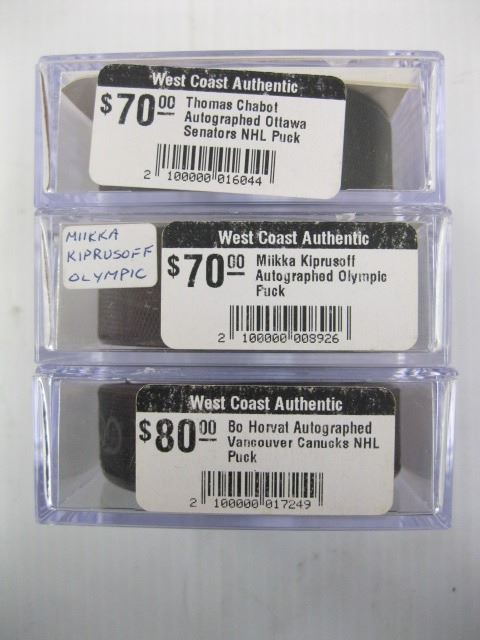 West Coast Authentic
$70.00 Thomas Chabot
Autographed Ottawa
Senators NHL Puck
2 100000 016044
MIIKKA
KIPRUSOFF
OLYMPIC
West Coast Authentic
$70.00 Miikka Kiprusoff
Autographed Olympic
Puck
2 100000 008926
West Coast Authentic
$80.00 Bo Horvat Autographed
Vancouver Canucks NHL
Puck
2 100000 017249